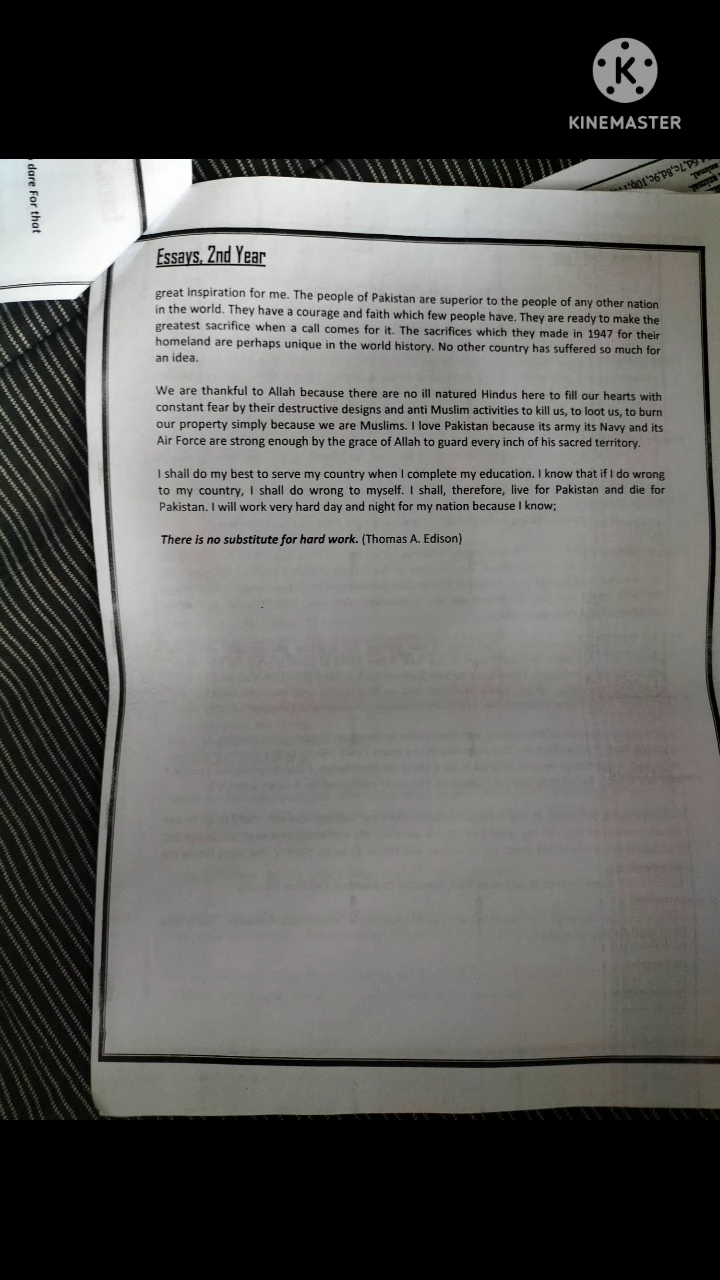 KINEMASTER
dare For that
Essays, 2nd Year
great inspiration for me. The people of Pakistan are superior to the people of any other nation
in the world. They have a courage and faith which few people have. They are ready to make the
greatest sacrifice when a call comes for it. The sacrifices which they made in 1947 for their
homeland are perhaps unique in the world history. No other country has suffered so much for
an idea.
We are thankful to Allah because there are no ill natured Hindus here to fill our hearts with
constant fear by their destructive designs and anti Muslim activities to kill us, to loot us, to burn
our property simply because we are Muslims. I love Pakistan because its army its Navy and its
Air Force are strong enough by the grace of Allah to guard every inch of his sacred territory.
I shall do my best to serve my country when I complete my education. I know that if I do wrong
to my country, I shall do wrong to myself. I shall, therefore, live for Pakistan and die for
Pakistan. I will work very hard day and night for my nation because I know;
There is no substitute for hard work. (Thomas A. Edison)